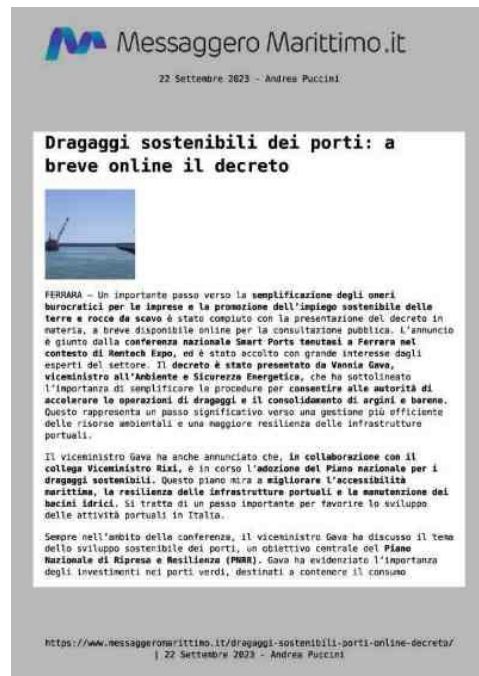 Messaggero Marittimo.it
22 Settembre 2023 - Andrea Puccini
Dragaggi sostenibili dei porti: a
breve online il decreto
FERRARA – Un importante passo verso la semplificazione degli oneri
burocratici per le imprese e la promozione dell'impiego sostenibile delle
terre e rocce da scavo è stato compiuto con la presentazione del decreto in
materia, a breve disponibile online per la consultazione pubblica. L'annuncio
è giunto dalla conferenza nazionale Smart Ports tenutasi a Ferrara nel
contesto di Remtech Expo, ed è stato accolto con grande interesse dagli
esperti del settore. Il decreto è stato presentato da Vannia Gava,
viceministro all'Ambiente e Sicurezza Energetica, che ha sottolineato
l'importanza di semplificare le procedure per consentire alle autorità di
accelerare le operazioni di dragaggi e il consolidamento di argini e barene.
Questo rappresenta un passo significativo verso una gestione più efficiente
delle risorse ambientali e una maggiore resilienza delle infrastrutture
portuali.
Il viceministro Gava ha anche annunciato che, in collaborazione con il
collega Viceministro Rixi, è in corso l'adozione del Piano nazionale per i
dragaggi sostenibili. Questo piano mira a migliorare l'accessibilità
marittima, la resilienza delle infrastrutture portuali e la manutenzione dei
bacini idrici. Si tratta di un passo importante per favorire lo sviluppo
delle attività portuali in Italia.
Sempre nell'ambito della conferenza, il viceministro Gava ha discusso il tema
dello sviluppo sostenibile dei porti, un obiettivo centrale del Piano
Nazionale di Ripresa e Resilienza (PNRR). Gava ha evidenziato l'importanza
degli investimenti nei porti verdi, destinati a contenere il consumo
https://www.messaggeromarittimo.it/dragaggi-sostenibili-porti-online-decreto/
| 22 Settembre 2023 - Andrea Puccini